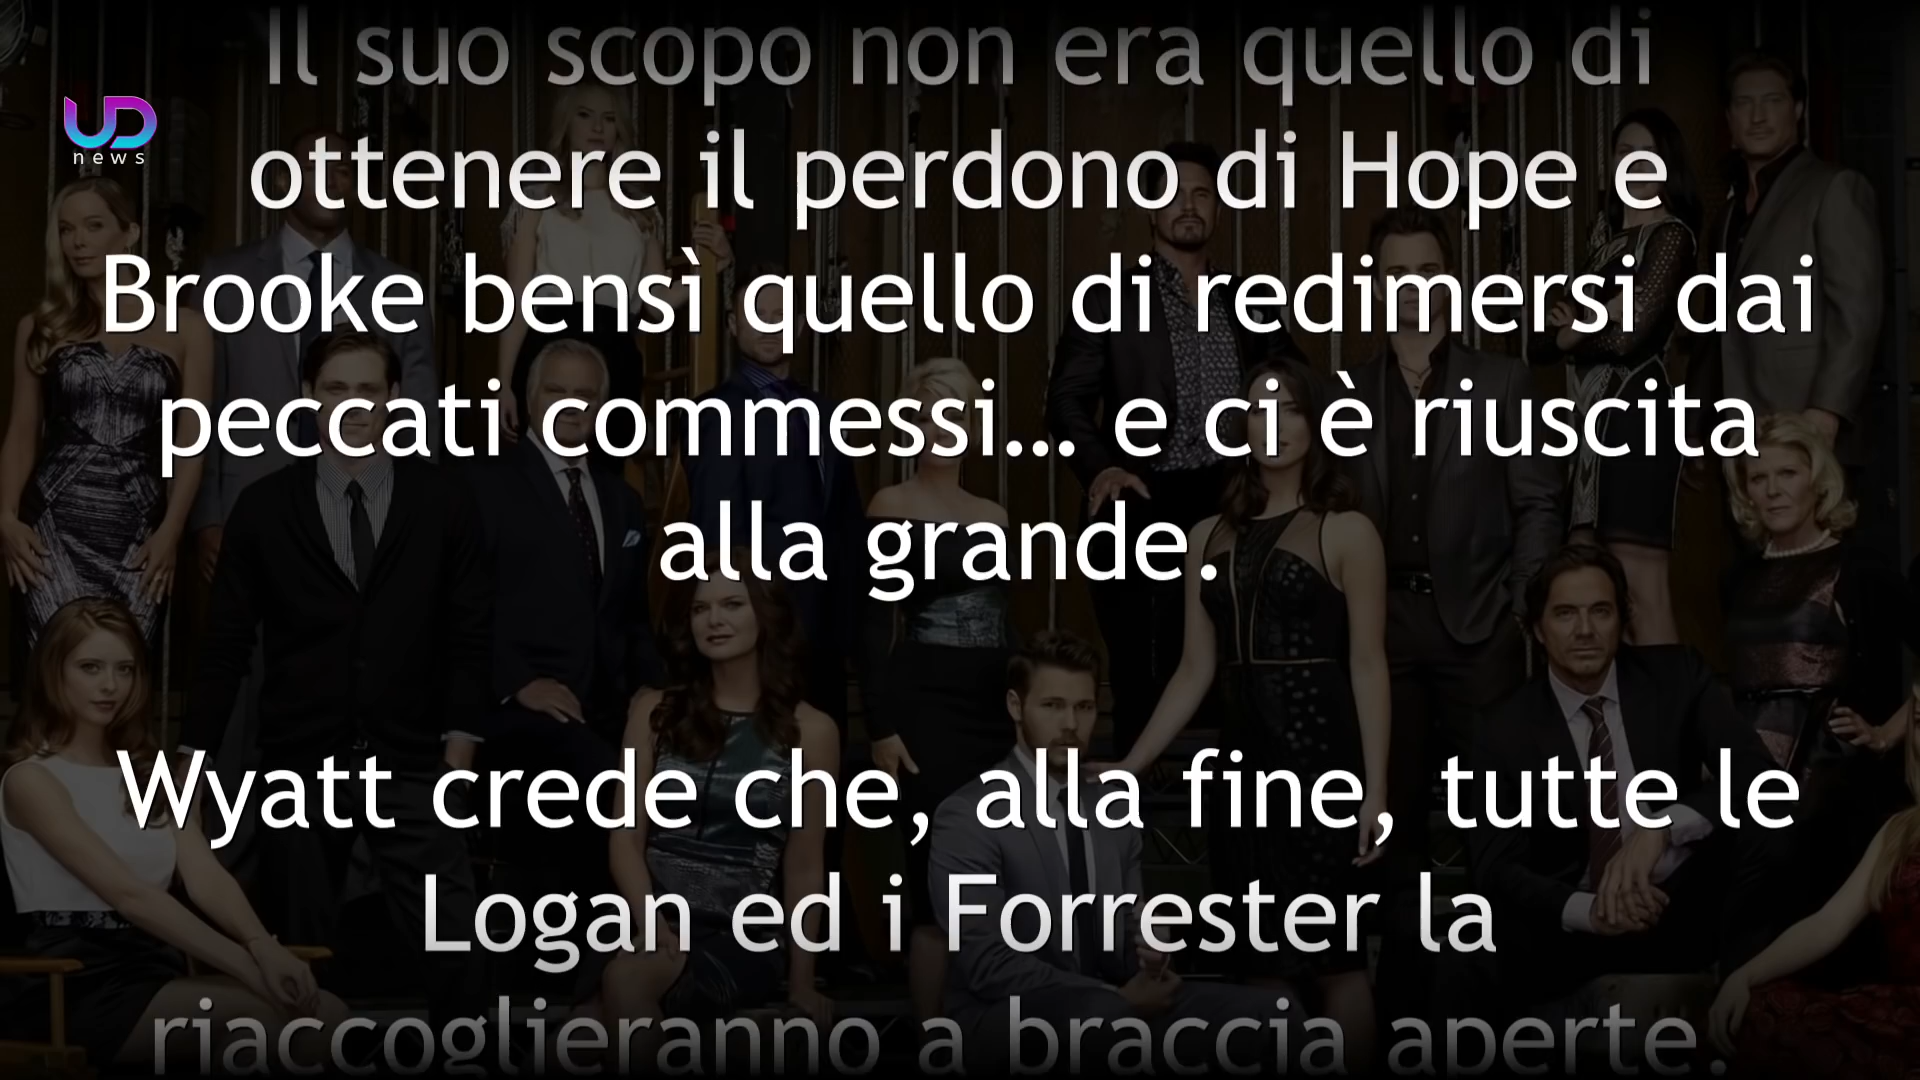 Il suo scopo non era quello di
UD
news
ottenere il perdono di Hope e
Brooke bensì quello di redimersi dai
peccati commessi... e ci è riuscita
alla grande.
Wyatt crede che, alla fine, tutte le
Logan ed i Forrester la
riaccoglieranno a braccia aperte.